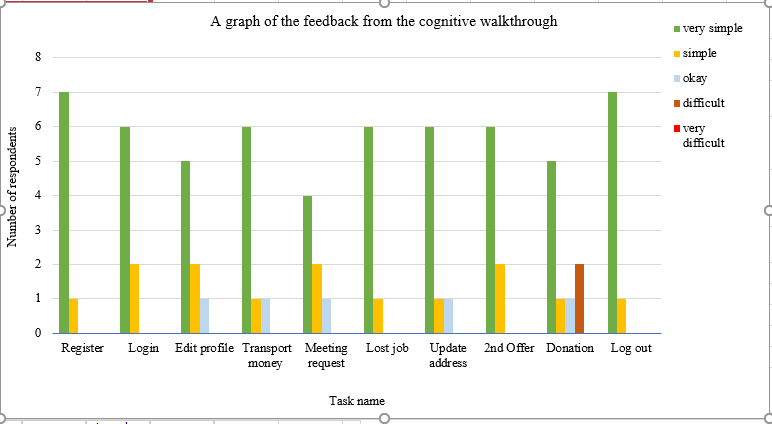 A graph of the feedback from the cognitive walkthrough
very simple
simple
okay
difficult
very
difficult
Number of respondents
8
7
6
5
4
3
2
1
0
Register
Login
Edit profile
Transport
money
Meeting
request
Lost job
Update
address
2nd Offer
Donation
Log out
Task name